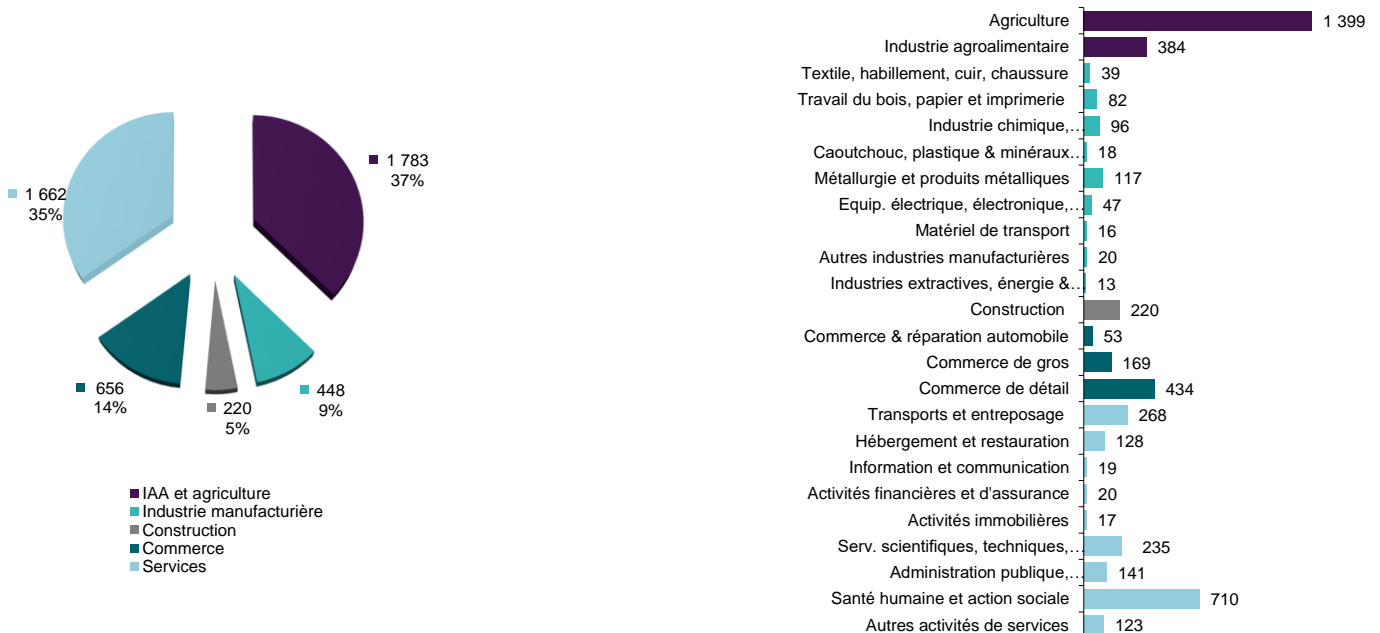 1 783
37%
1 662
35%
656
14%
220
5%
448
9%
IAA et agriculture
Industrie manufacturière
Construction
Commerce
Services
Agriculture 1 399
Industrie agroalimentaire 384
Textile, habillement, cuir, chaussure 39
Travail du bois, papier et imprimerie 82
Industrie chimique,… 96
Caoutchouc, plastique & minéraux… 18
Métallurgie et produits métalliques 117
Equip. électrique, électronique,… 47
Matériel de transport 16
Autres industries manufacturières 20
Industries extractives, énergie &… 13
Construction 220
Commerce & réparation automobile 53
Commerce de gros 169
Commerce de détail 434
Transports et entreposage 268
Hébergement et restauration 128
Information et communication 19
Activités financières et d'assurance 20
Activités immobilières 17
Serv. scientifiques, techniques,… 235
Administration publique,… 141
Santé humaine et action sociale 710
Autres activités de services 123